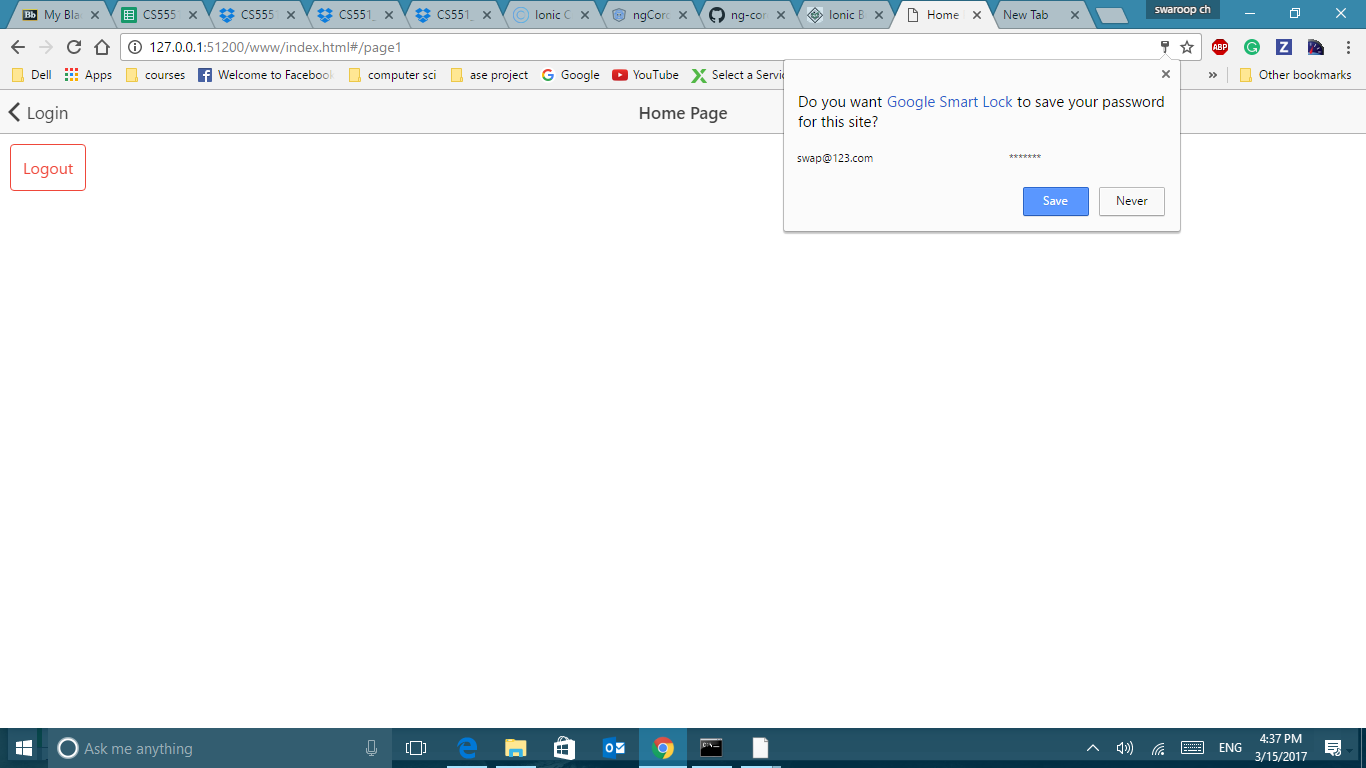 Bb My Bla
CS555
CS555
CS551_
CS551_
Ionic C
ngCord
ng-cor
Ionic B
Home
New Tab
swaroop ch
127.0.0.1:51200/www/index.html#/page1
ABP
Z
Dell
Apps
courses
Welcome to Facebook
computer sci
ase project
Google
YouTube
Select a Servic
»
Other bookmarks
Login
Home Page
Logout
Do you want Google Smart Lock to save your password
for this site?
swap@123.com *******
Save Never
Ask me anything
ENG
4:37 PM
3/15/2017